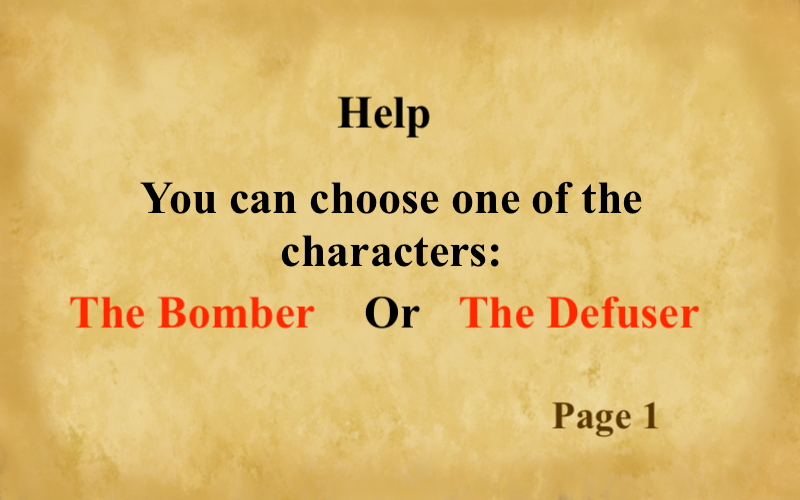 Help
You can choose one of the
characters:
The Bomber Or The Defuser
Page 1